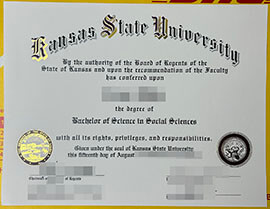 Kansas State University
By the authority of the Board of Regents of the
State of Kansas and upon the recommendation of the Faculty
has conferred upon
the degree of
Bachelor of Science in Social Sciences
with all its rights, privileges, and responsibilities.
Given under the seal of Kansas State University
this fifteenth day of August